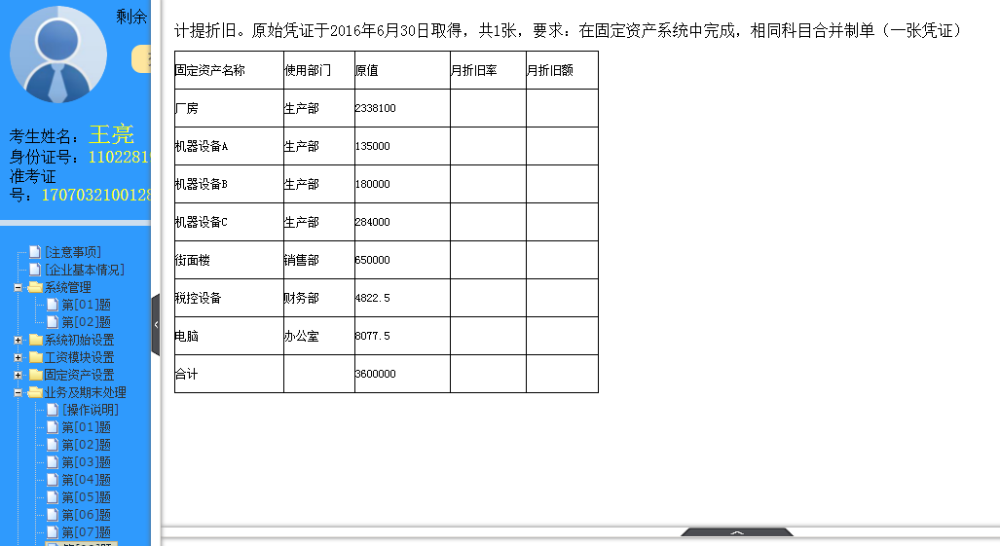 剩余
考生姓名：王亮
身份证号：11022819
准考证
号：1707032100128
[注意事项]
[企业基本情况]
系统管理
第[01]题
第[02]题
系统初始设置
工资模块设置
固定资产设置
业务及期末处理
[操作说明]
第[01]题
第[02]题
第[03]题
第[04]题
第[05]题
第[06]题
第[07]题
计提折旧。原始凭证于2016年6月30日取得，共1张，要求：在固定资产系统中完成，相同科目合并制单（一张凭证）
固定资产名称 使用部门 原值 月折旧率 月折旧额
厂房 生产部 2338100
机器设备A 生产部 135000
机器设备B 生产部 180000
机器设备C 生产部 284000
街面楼 销售部 650000
税控设备 财务部 4822.5
电脑 办公室 8077.5
合计 3600000